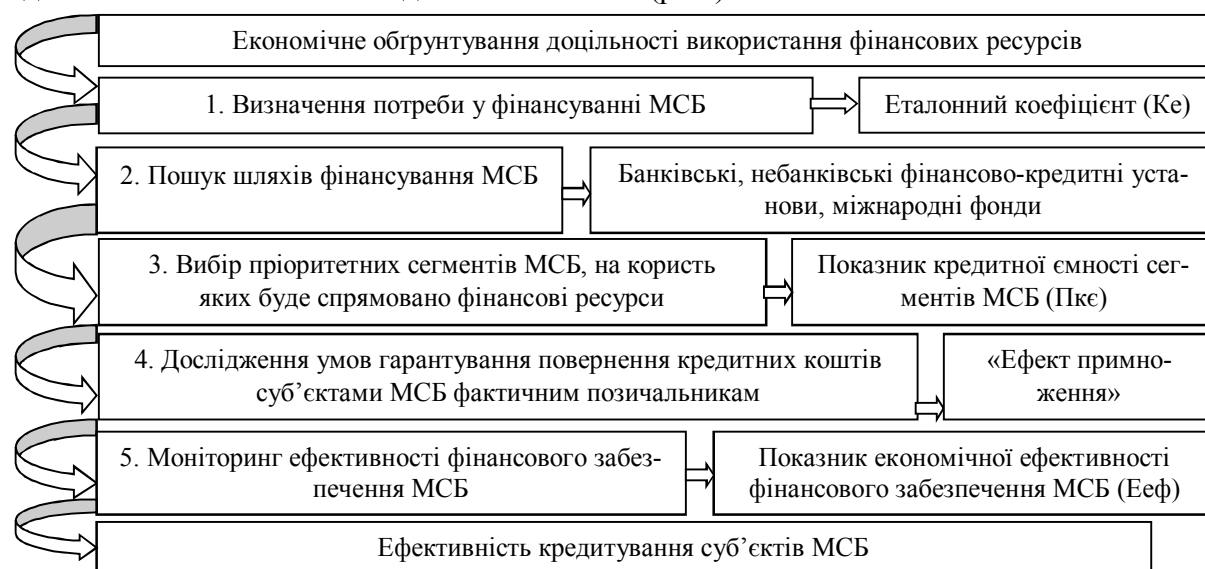 Економічне обґрунтування доцільності використання фінансових ресурсів
1. Визначення потреби у фінансуванні МСБ
Еталонний коефіцієнт (Ке)
2. Пошук шляхів фінансування МСБ
Банківські, небанківські фінансово-кредитні уста-
нови, міжнародні фонди
3. Вибір пріоритетних сегментів МСБ, на користь
яких буде спрямовано фінансові ресурси
Показник кредитної ємності сег-
ментів МСБ (Пкє)
4. Дослідження умов гарантування повернення кредитних коштів
суб’єктами МСБ фактичним позичальникам
«Ефект примно-
ження»
5. Моніторинг ефективності фінансового забез-
печення МСБ
Показник економічної ефективності
фінансового забезпечення МСБ (Ееф)
Ефективність кредитування суб’єктів МСБ